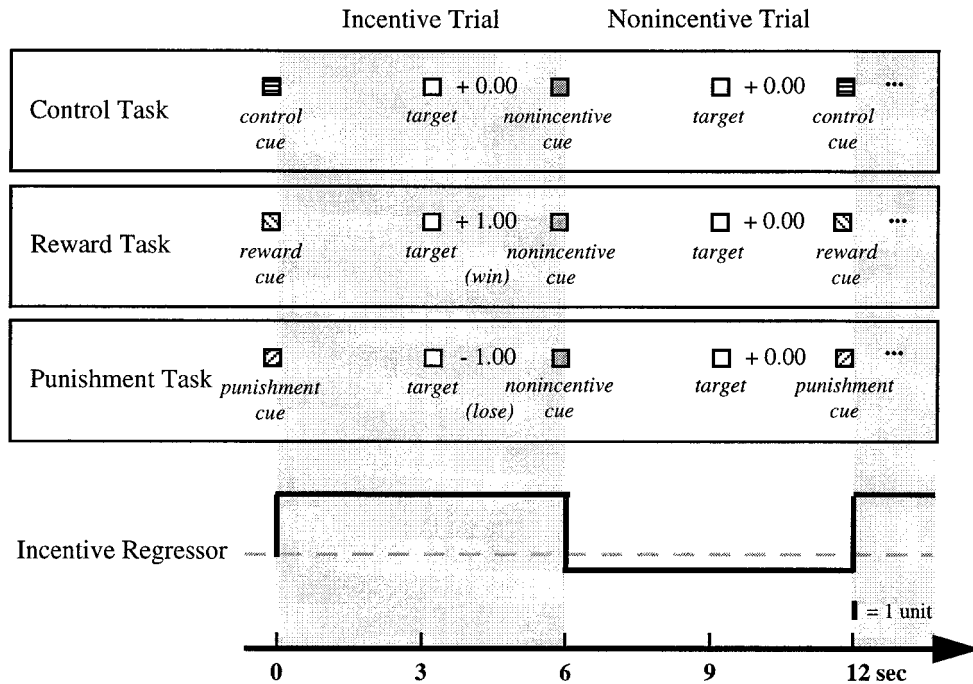 Incentive Trial Nonincentive Trial
Control Task
+ 0.00 + 0.00 ...
control target nonincentive target control
cue cue cue
Reward Task
+ 1.00 + 0.00 ...
reward target nonincentive target reward
cue (win) cue cue
Punishment Task
- 1.00 + 0.00 ...
punishment target nonincentive target punishment
cue (lose) cue cue
Incentive Regressor
= 1 unit
0 3 6 9 12 sec